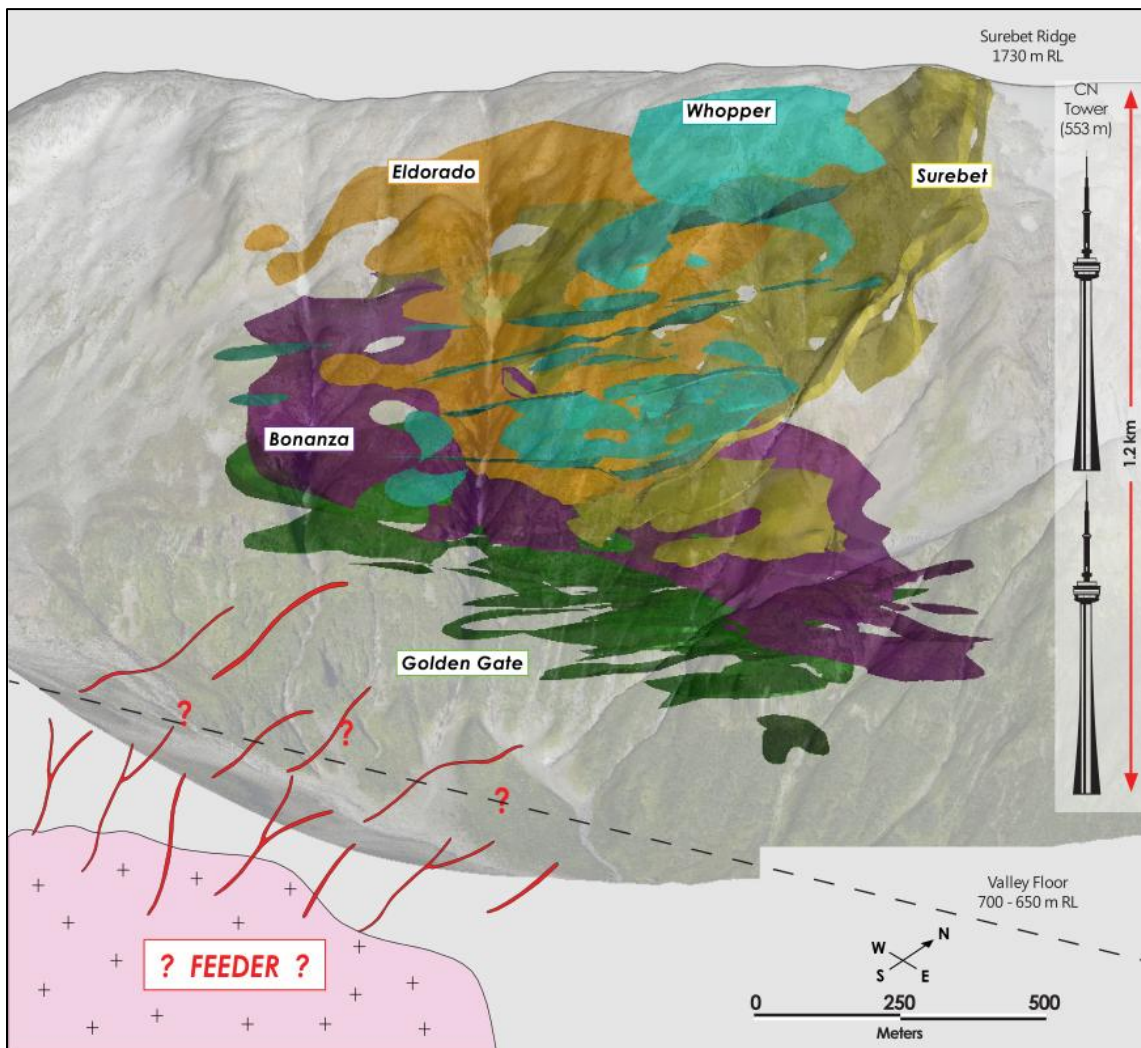 Surebet Ridge
1730 m RL
CN
Tower
(553 m)
Whopper
Eldorado
Surebet
Bonanza
1.2 km
Golden Gate
?
?
?
Valley Floor
700 - 650 m RL
? FEEDER ?
N
W
S
E
0 250 500
Meters